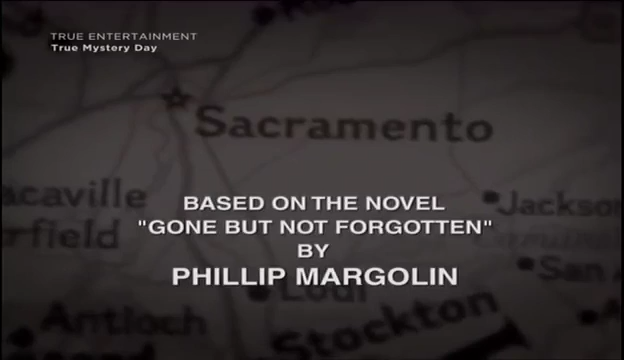 TRUE ENTERTAINMENT
True Mystery Day
Sacramento
acaville
BASED ON THE NOVEL
Jackso
rfield
"GONE BUT NOT FORGOTTEN"
BY
San
PHILLIP MARGOLIN
Lodi
Antioch
Stockton